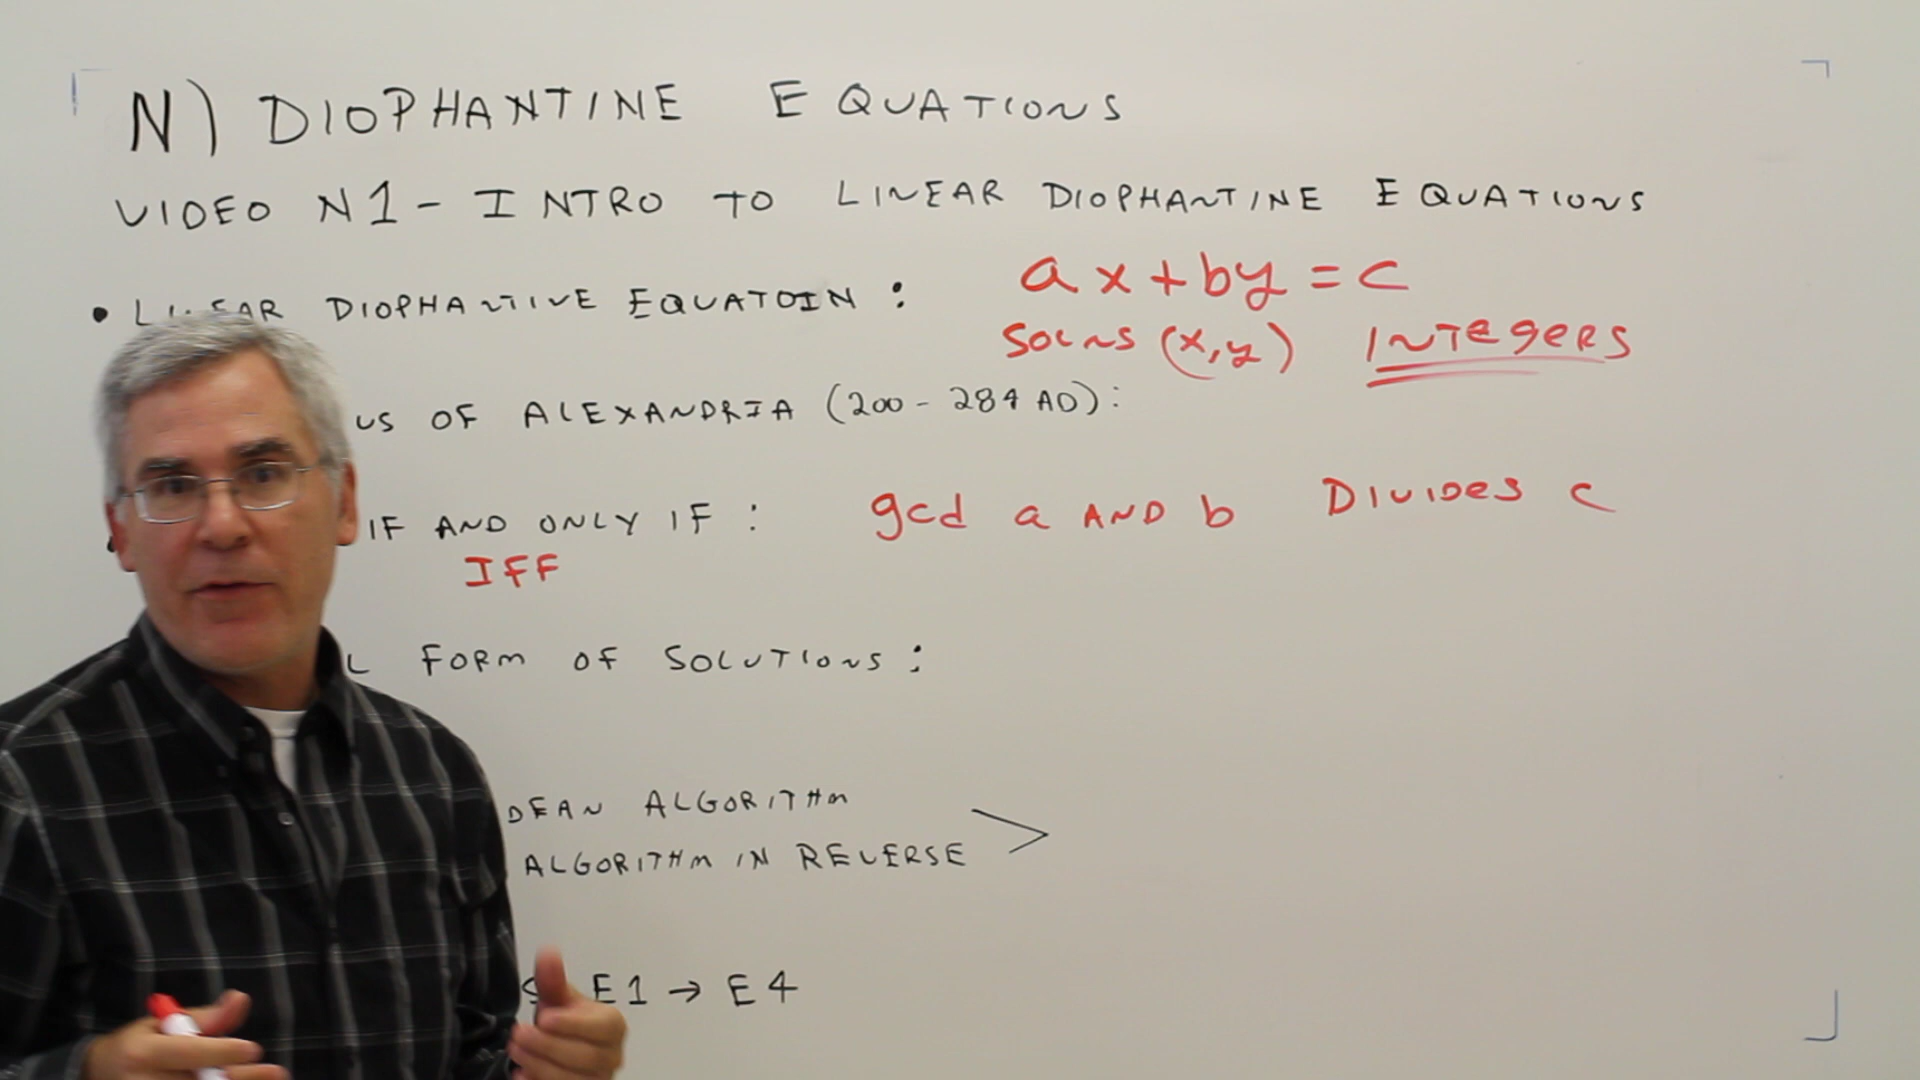 N) DIOPHANTINE EQUATIONS
VIDEO N1 - INTRO TO LINEAR DIOPHANTINE EQUATIONS
• LINEAR DIOPHANTINE EQUATOIN : ax + by = c
SOLNS (x,y) INTEGERS
US OF ALEXANDRIA (200 - 284 AD) :
IF AND ONLY IF : gcd a AND b DIVIDES c
IFF
L FORM OF SOLUTIONS :
DEAN ALGORITHM
ALGORITHM IN REVERSE >
S E1 → E4